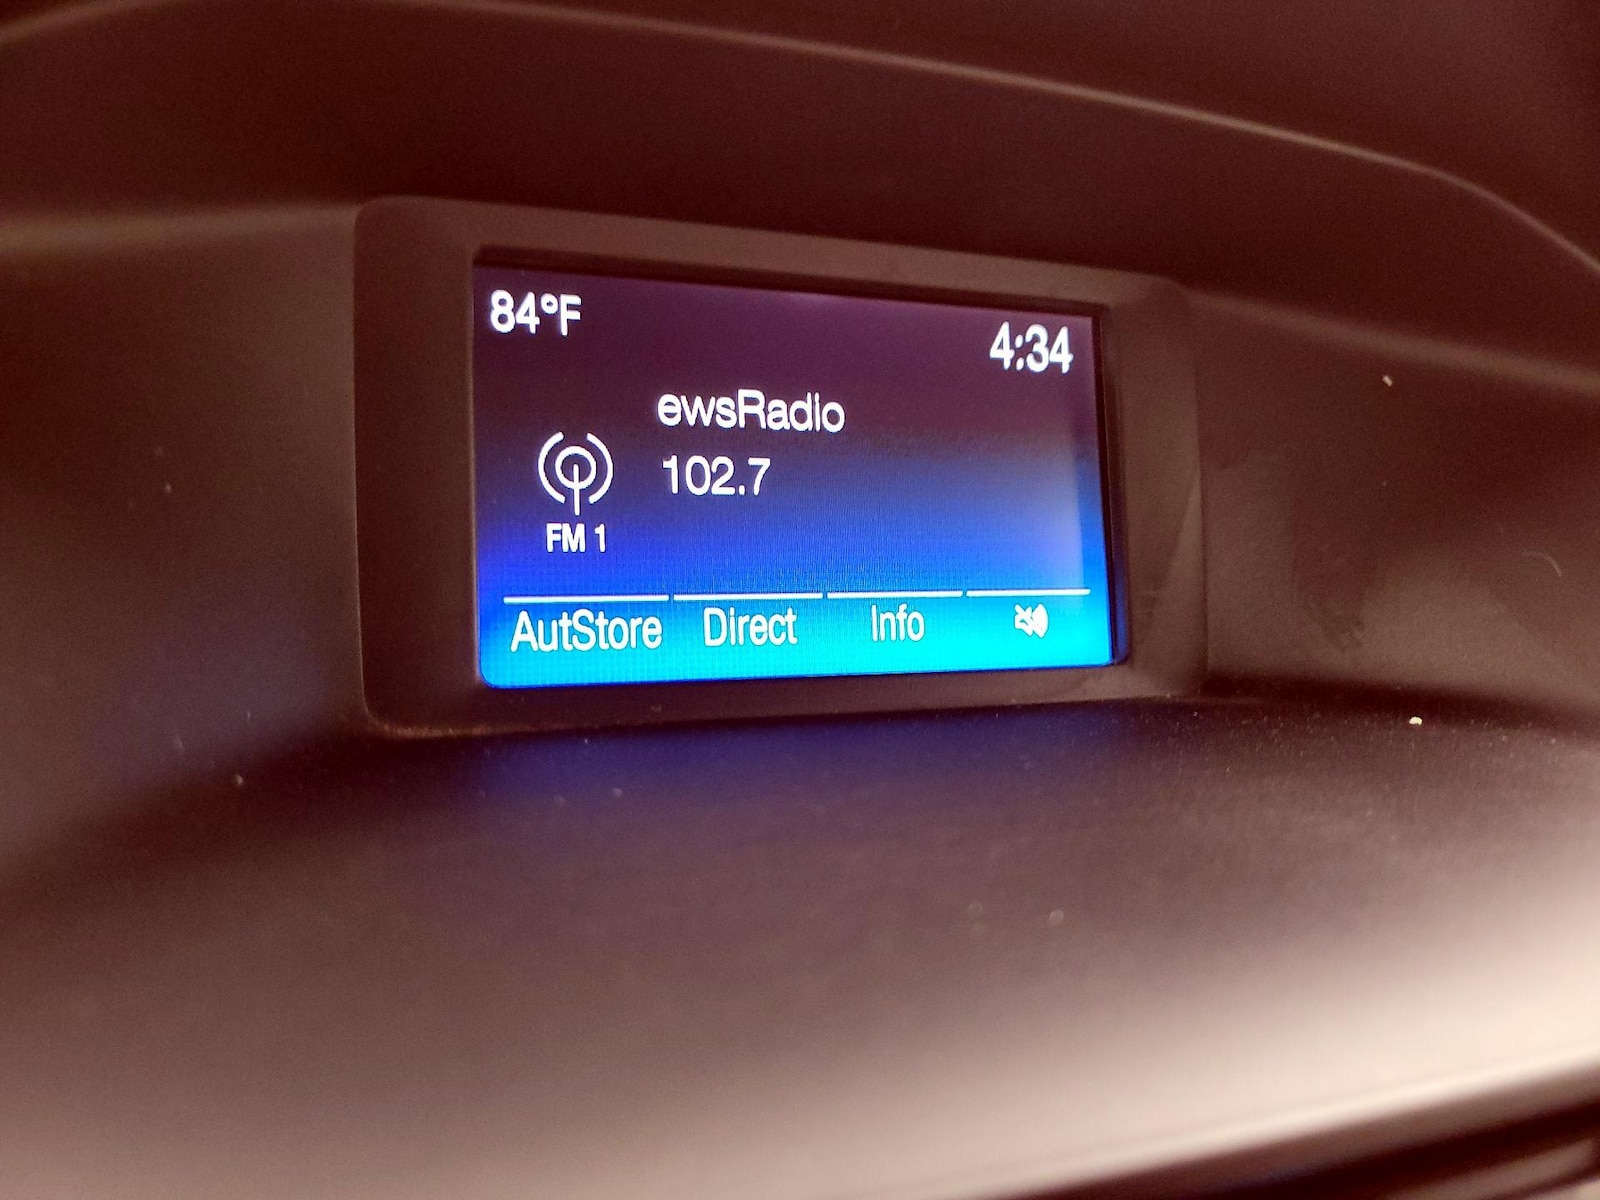 84°F
4:34
ewsRadio
102.7
FM 1
AutStore Direct Info